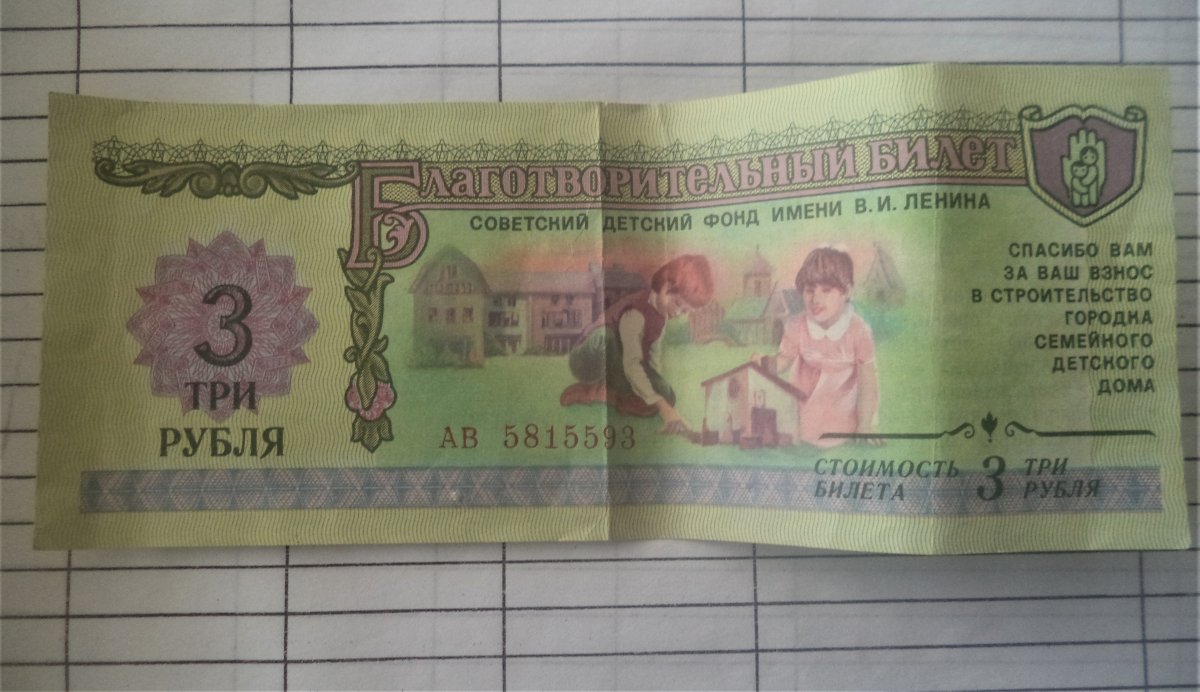 Благотворительный билет
СОВЕТСКИЙ ДЕТСКИЙ ФОНД ИМЕНИ В.И. ЛЕНИНА
3
ТРИ
РУБЛЯ
СПАСИБО ВАМ
ЗА ВАШ ВЗНОС
В СТРОИТЕЛЬСТВО
ГОРОДКА
СЕМЕЙНОГО
ДЕТСКОГО
ДОМА
АВ 5815593
СТОИМОСТЬ
БИЛЕТА
3
ТРИ
РУБЛЯ